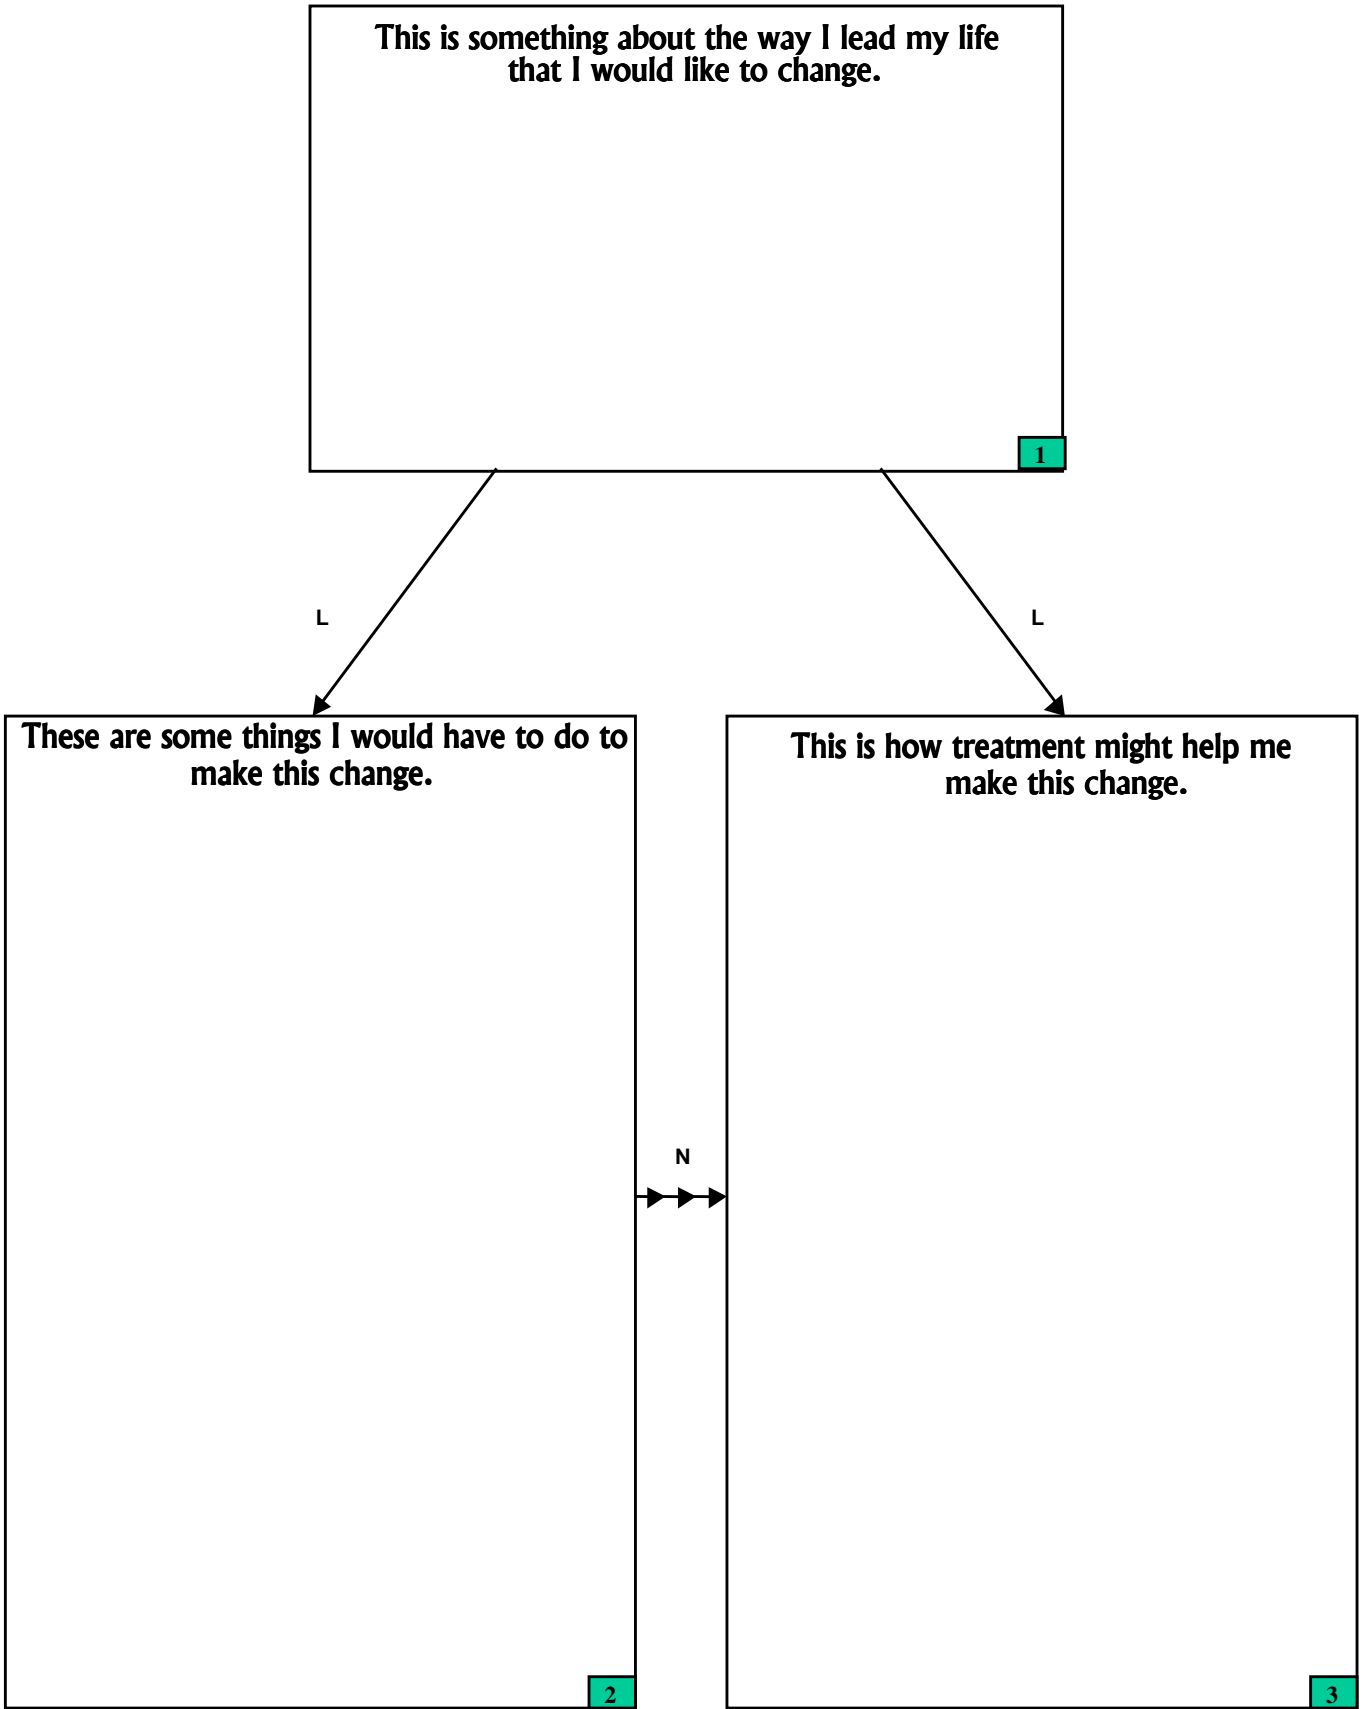 This is something about the way I lead my life
that I would like to change.
1
L
L
These are some things I would have to do to
make this change.
This is how treatment might help me
make this change.
N
2
3